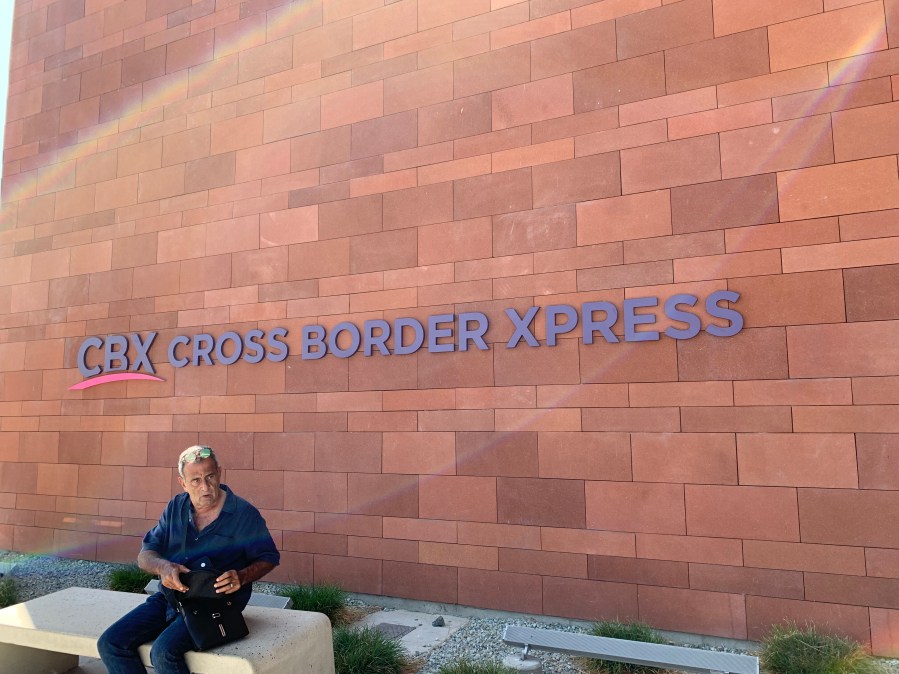 CBX CROSS BORDER XPRESS